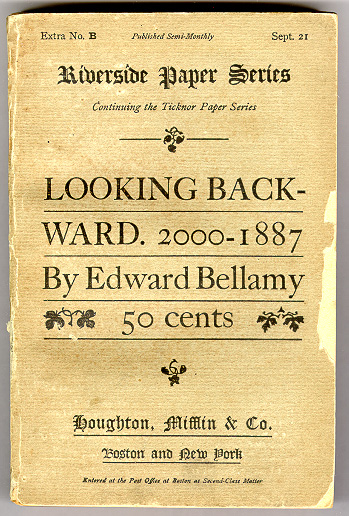 Extra No. B Published Semi-Monthly Sept. 21
Riverside Paper Series
Continuing the Ticknor Paper Series
LOOKING BACK-
WARD. 2000-1887
By Edward Bellamy
50 cents
Houghton, Mifflin & Co.
Boston and New York
Entered at the Post Office at Boston as Second-Class Matter